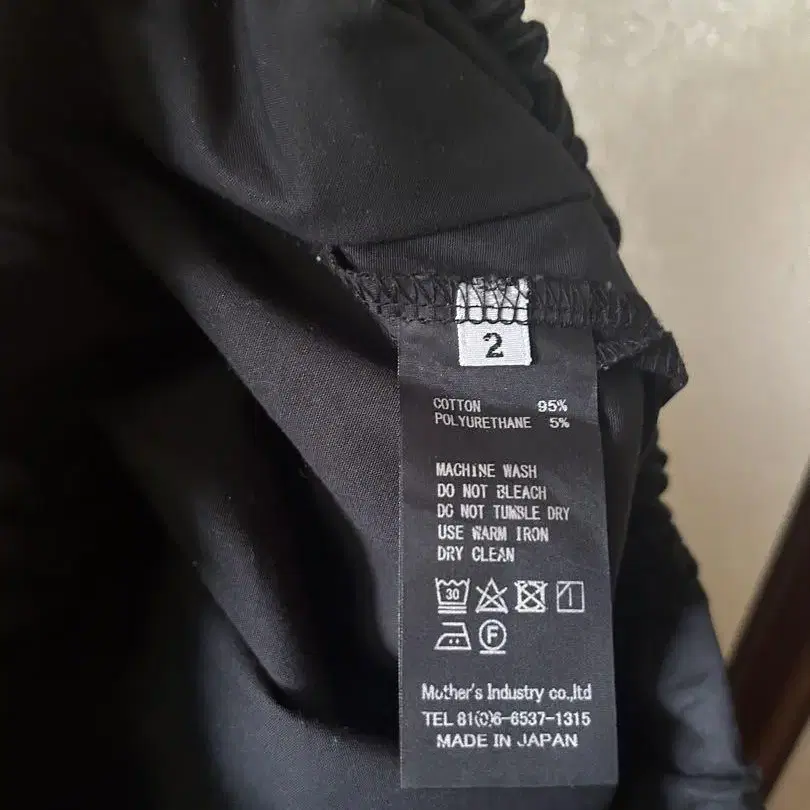 2
COTTON 95%
POLYURETHANE 5%
MACHINE WASH
DO NOT BLEACH
DO NOT TUMBLE DRY
USE WARM IRON
DRY CLEAN
30
F
Mother's Industry co.,ltd
TEL 81(0)6-6537-1315
MADE IN JAPAN